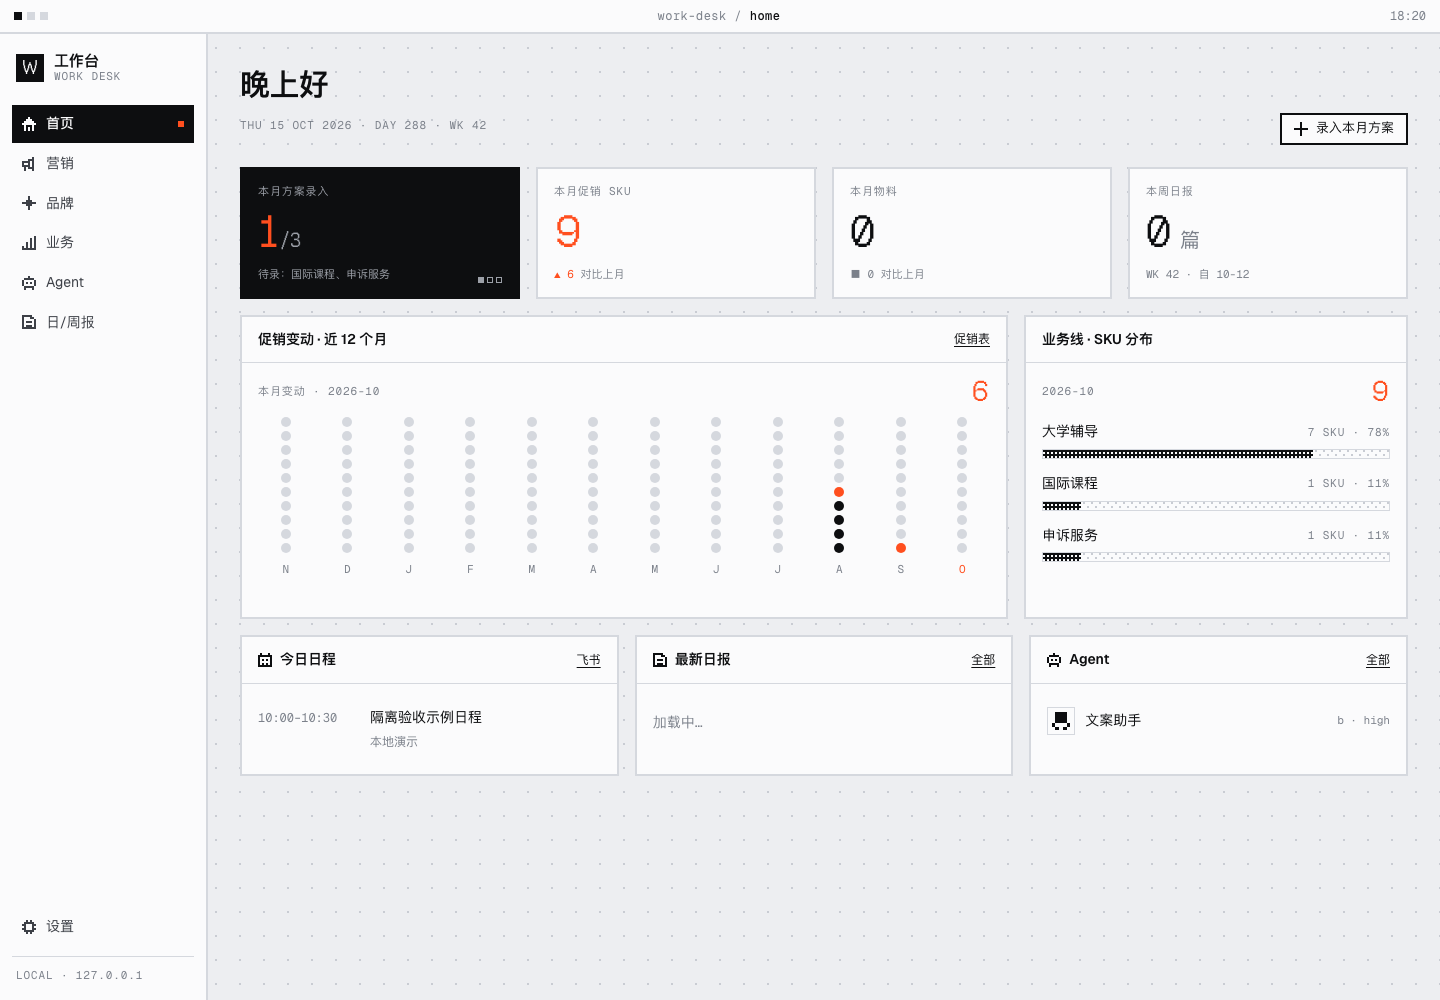 work-desk / home
18:20
W
工作台
WORK DESK
首页
营销
品牌
业务
Agent
日/周报
设置
LOCAL · 127.0.0.1
晚上好
THU 15 OCT 2026 · DAY 288 · WK 42
录入本月方案
本月方案录入
1/3
待录：国际课程、申诉服务
本月促销 SKU
9
▲ 6 对比上月
本月物料
0
■ 0 对比上月
本周日报
0 篇
WK 42 · 自 10-12
促销变动 · 近 12 个月
促销表
本月变动 · 2026-10
6
N D J F M A M J J A S O
业务线 · SKU 分布
2026-10
9
大学辅导
7 SKU · 78%
国际课程
1 SKU · 11%
申诉服务
1 SKU · 11%
今日日程
飞书
10:00–10:30
隔离验收示例日程
本地演示
最新日报
全部
加载中…
Agent
全部
文案助手
b · high